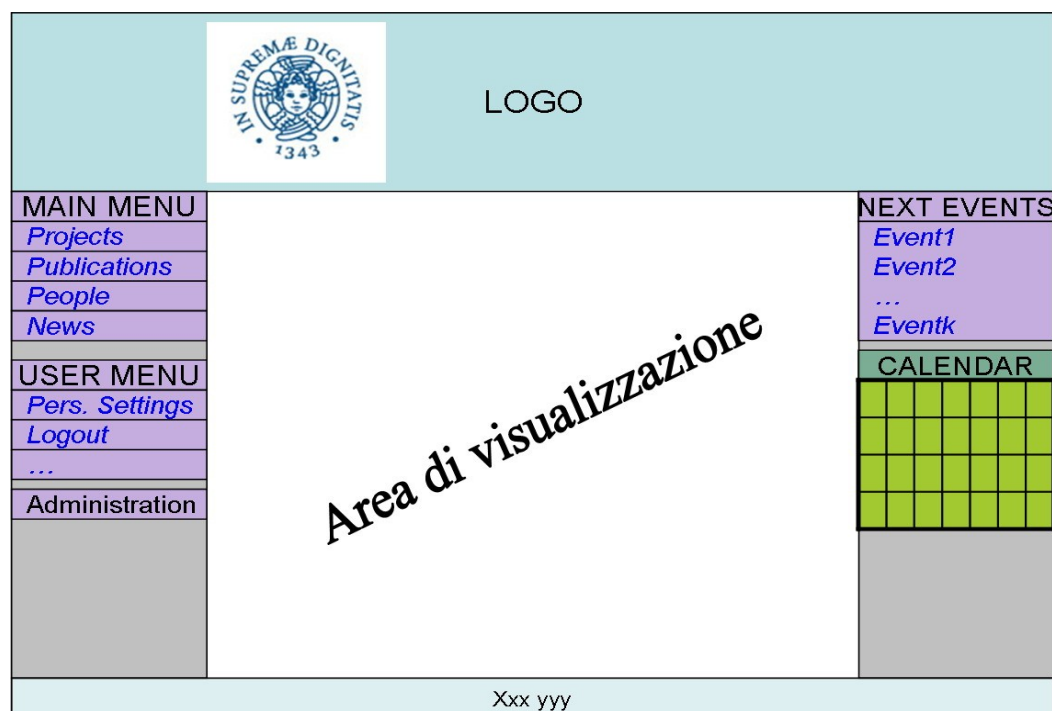 IN SUPREMÆ DIGNITATIS
• 1343 •
LOGO
MAIN MENU
Projects
Publications
People
News
USER MENU
Pers. Settings
Logout
...
Administration
Area di visualizzazione
NEXT EVENTS
Event1
Event2
...
Eventk
CALENDAR
Xxx yyy